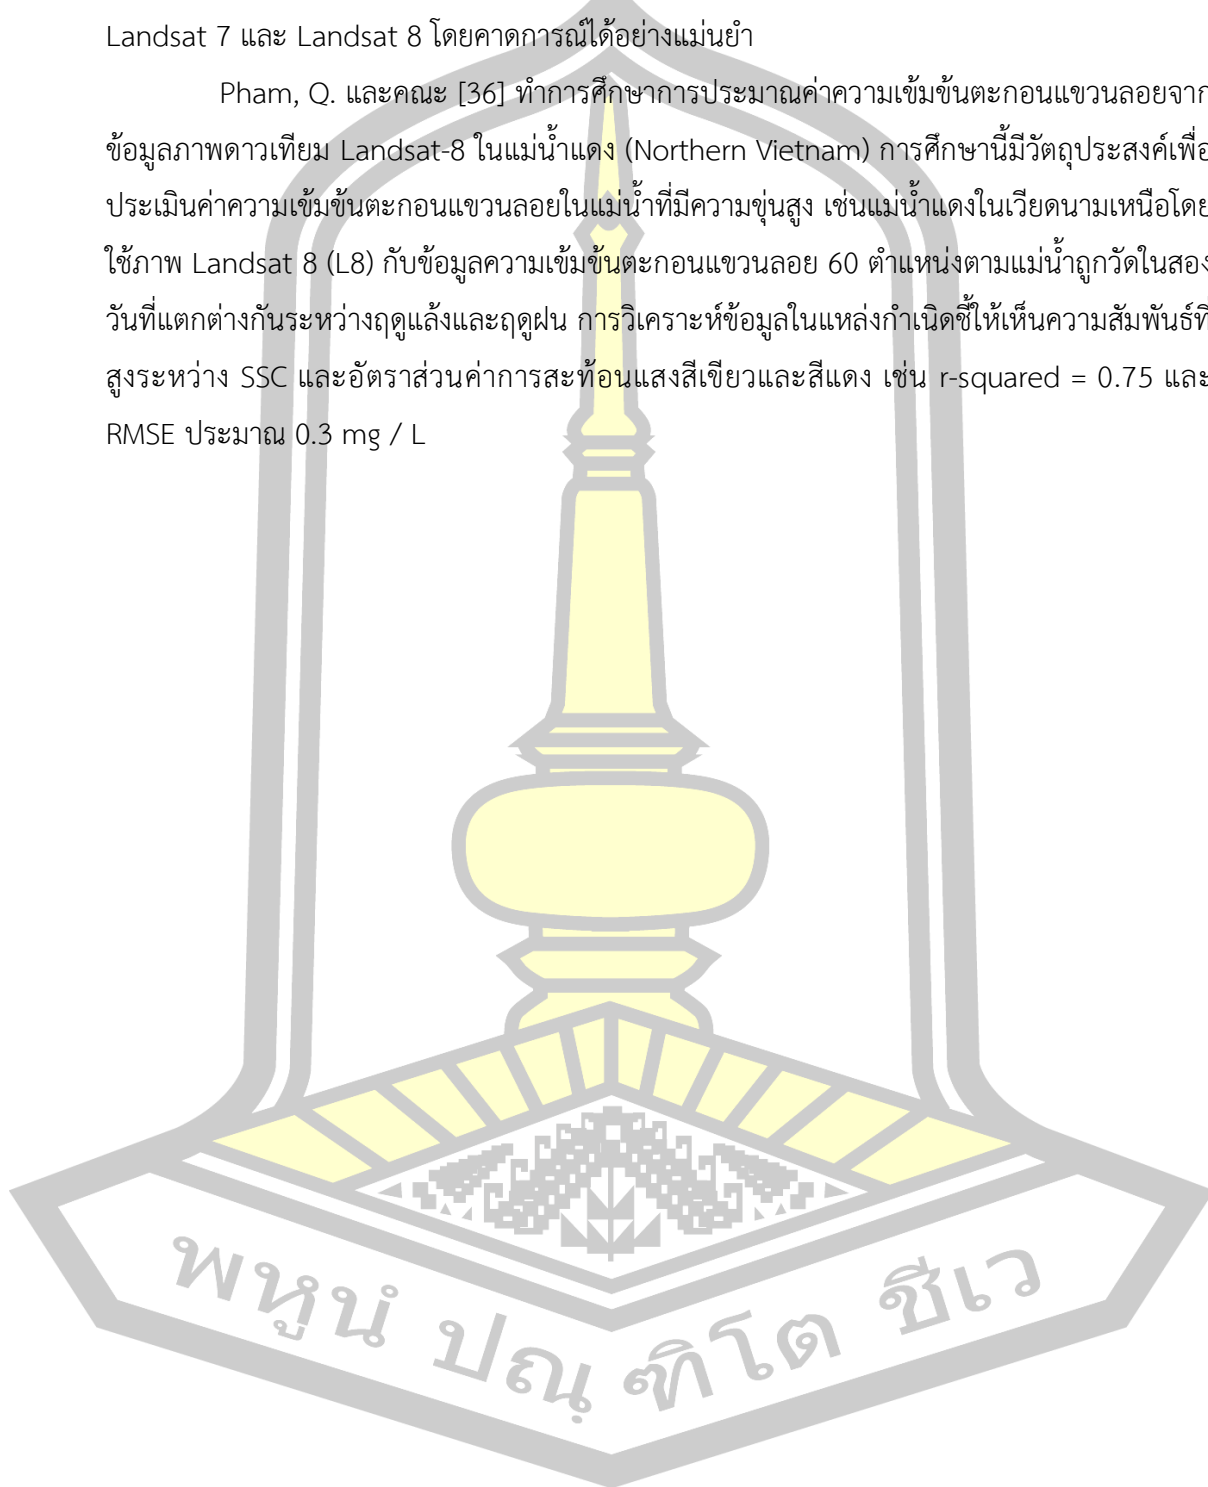 Landsat 7 และ Landsat 8 โดยคาดการณ์ได้อย่างแม่นยำ
Pham, Q. และคณะ [36] ทำการศึกษาการประมาณค่าความเข้มข้นตะกอนแขวนลอยจาก
ข้อมูลภาพดาวเทียม Landsat-8 ในแม่น้ำแดง (Northern Vietnam) การศึกษานี้มีวัตถุประสงค์เพื่อ
ประเมินค่าความเข้มข้นตะกอนแขวนลอยในแม่น้ำที่มีความขุ่นสูง เช่นแม่น้ำแดงในเวียดนามเหนือโดย
ใช้ภาพ Landsat 8 (L8) กับข้อมูลความเข้มข้นตะกอนแขวนลอย 60 ตำแหน่งตามแม่น้ำถูกวัดในสอง
วันที่แตกต่างกันระหว่างฤดูแล้งและฤดูฝน การวิเคราะห์ข้อมูลในแหล่งกำเนิดชี้ให้เห็นความสัมพันธ์ที่
สูงระหว่าง SSC และอัตราส่วนค่าการสะท้อนแสงสีเขียวและสีแดง เช่น r-squared = 0.75 และ
RMSE ประมาณ 0.3 mg / L
พหูนํ ปณฺฑิโต ชีเว